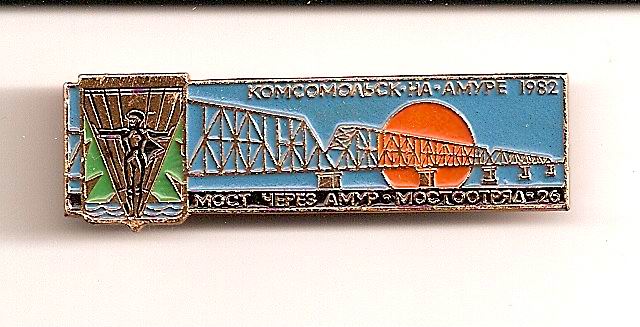 КОМСОМОЛЬСК-НА-АМУРЕ 1982
МОСТ ЧЕРЕЗ АМУР-МОСТООТРЯД-26